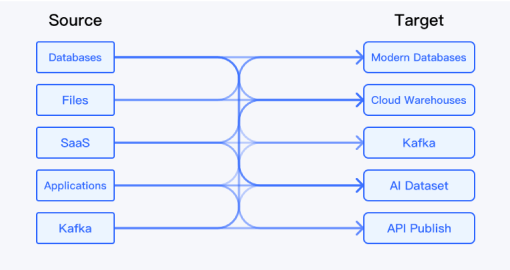 Source
Target
Databases
Modern Databases
Files
Cloud Warehouses
SaaS
Kafka
Applications
AI Dataset
Kafka
API Publish